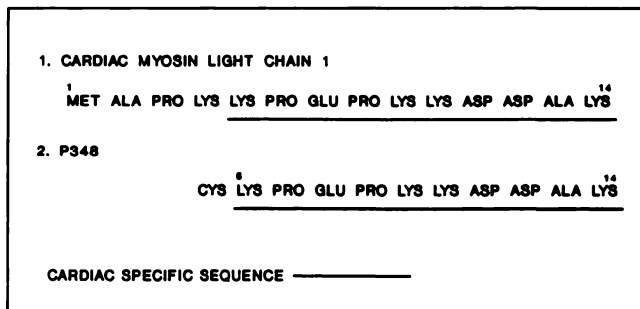 1. CARDIAC MYOSIN LIGHT CHAIN 1
1 14
MET ALA PRO LYS LYS PRO GLU PRO LYS LYS ASP ASP ALA LYS
2. P348
5 14
CYS LYS PRO GLU PRO LYS LYS ASP ASP ALA LYS
CARDIAC SPECIFIC SEQUENCE